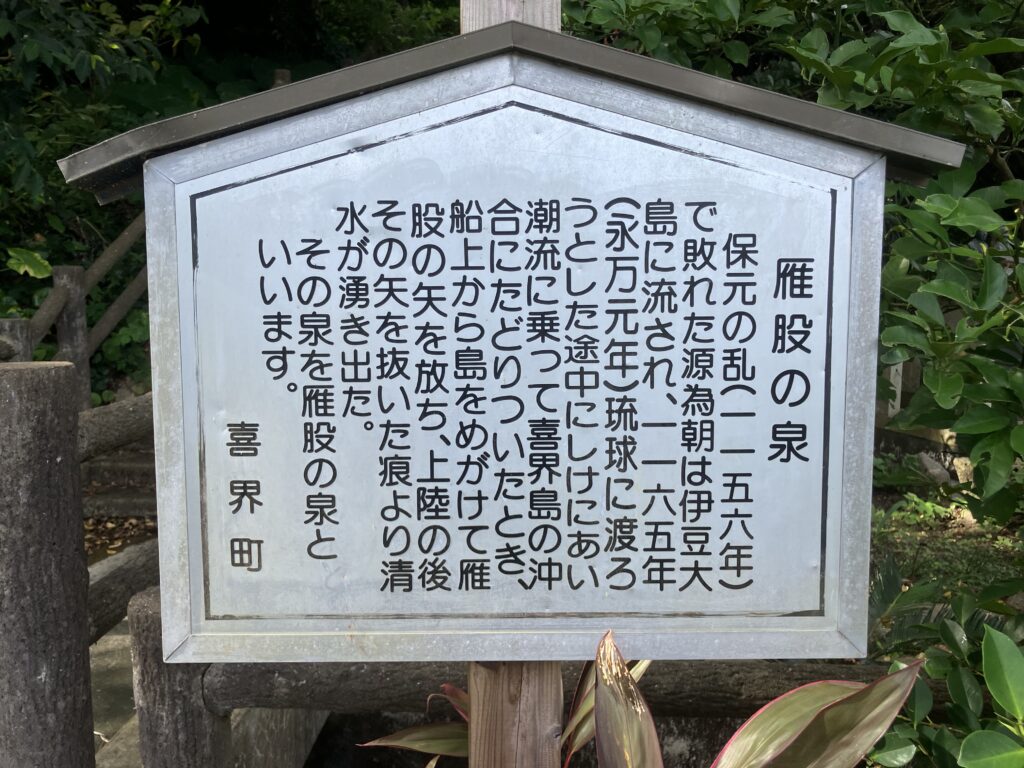 雁股の泉
保元の乱(一一五六年)
で敗れた源為朝は伊豆大
島に流され、一一六五年
(永万元年)琉球に渡ろ
うとした途中にしけにあい
潮流に乗って喜界島の沖
合にたどりついたとき、
船上から島をめがけて雁
股の矢を放ち、上陸の後
その矢を抜いた痕より清
水が湧き出た。
その泉を雁股の泉と
いいます。
喜界町